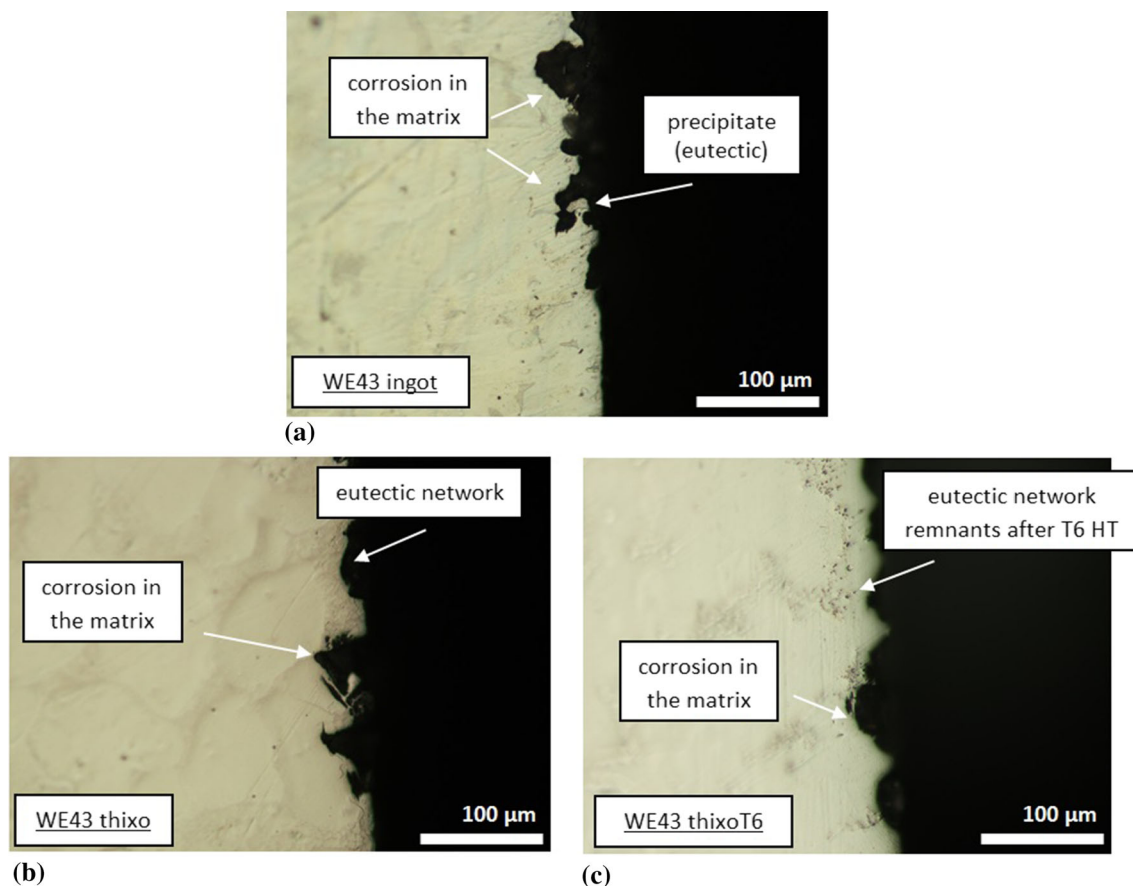 corrosion in
the matrix
precipitate
(eutectic)
WE43 ingot
100 µm
(a)
eutectic network
corrosion in
the matrix
WE43 thixo
100 µm
(b)
eutectic network
remnants after T6 HT
corrosion in
the matrix
WE43 thixoT6
100 µm
(c)